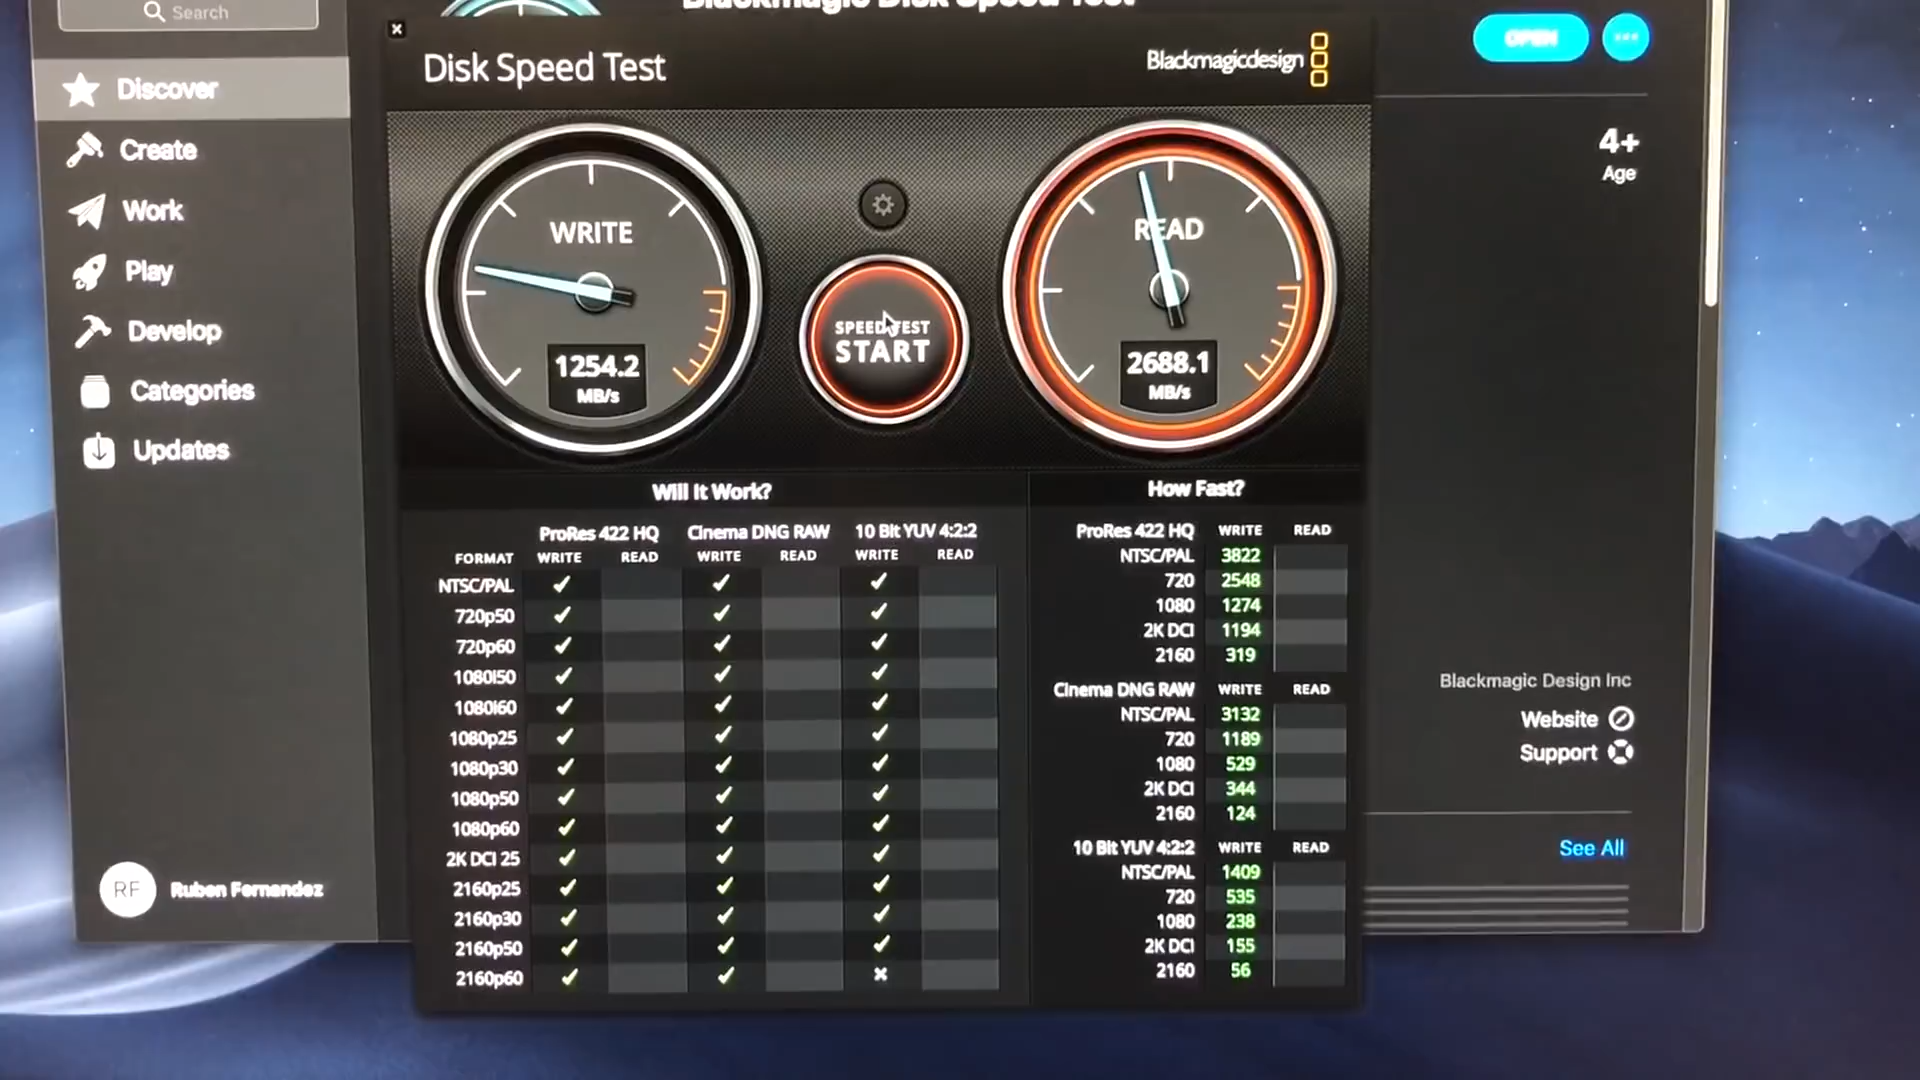 Search
Discover
Create
Work
Play
Develop
Categories
Updates
RF
Ruben Fernandez
Blackmagic Disk Speed Test
Disk Speed Test
Blackmagicdesign
WRITE
1254.2
MB/s
SPEED TEST
START
READ
2688.1
MB/s
Will It Work?
ProRes 422 HQ Cinema DNG RAW 10 Bit YUV 4:2:2
FORMAT WRITE READ WRITE READ WRITE READ
NTSC/PAL ✓ ✓ ✓
720p50 ✓ ✓ ✓
720p60 ✓ ✓ ✓
1080i50 ✓ ✓ ✓
1080i60 ✓ ✓ ✓
1080p25 ✓ ✓ ✓
1080p30 ✓ ✓ ✓
1080p50 ✓ ✓ ✓
1080p60 ✓ ✓ ✓
2K DCI 25 ✓ ✓ ✓
2160p25 ✓ ✓ ✓
2160p30 ✓ ✓ ✓
2160p50 ✓ ✓ ✓
2160p60 ✓ ✓ ×
How Fast?
ProRes 422 HQ WRITE READ
NTSC/PAL 3822
720 2548
1080 1274
2K DCI 1194
2160 319
Cinema DNG RAW WRITE READ
NTSC/PAL 3132
720 1189
1080 529
2K DCI 344
2160 124
10 Bit YUV 4:2:2 WRITE READ
NTSC/PAL 1409
720 535
1080 238
2K DCI 155
2160 56
OPEN
4+
Age
Blackmagic Design Inc
Website
Support
See All